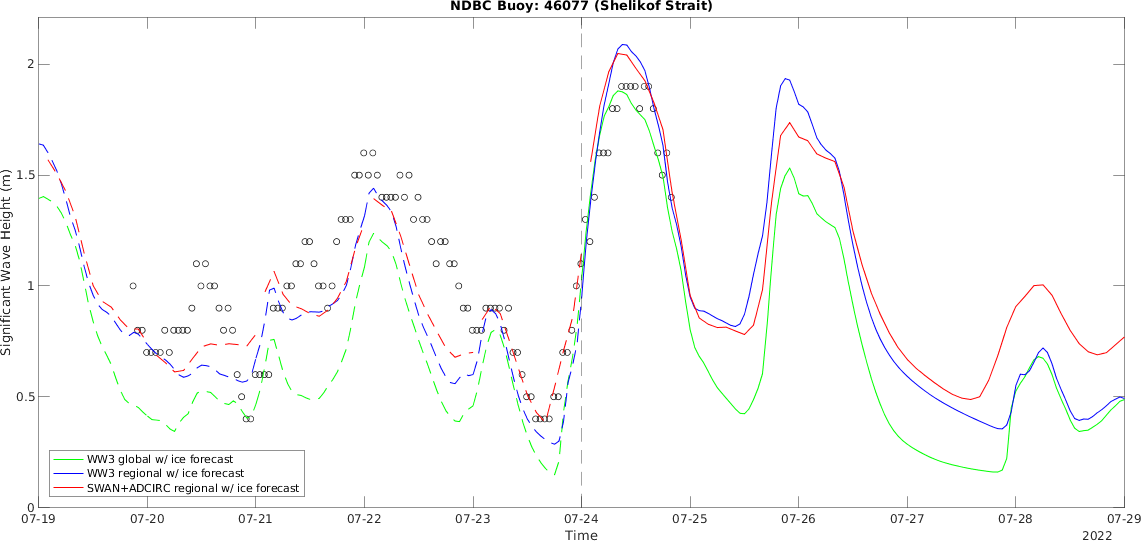 NDBC Buoy: 46077 (Shelikof Strait)
Significant Wave Height (m)
2
1.5
1
0.5
0
WW3 global w/ ice forecast
WW3 regional w/ ice forecast
SWAN+ADCIRC regional w/ ice forecast
07-19 07-20 07-21 07-22 07-23 07-24 07-25 07-26 07-27 07-28 07-29
Time
2022